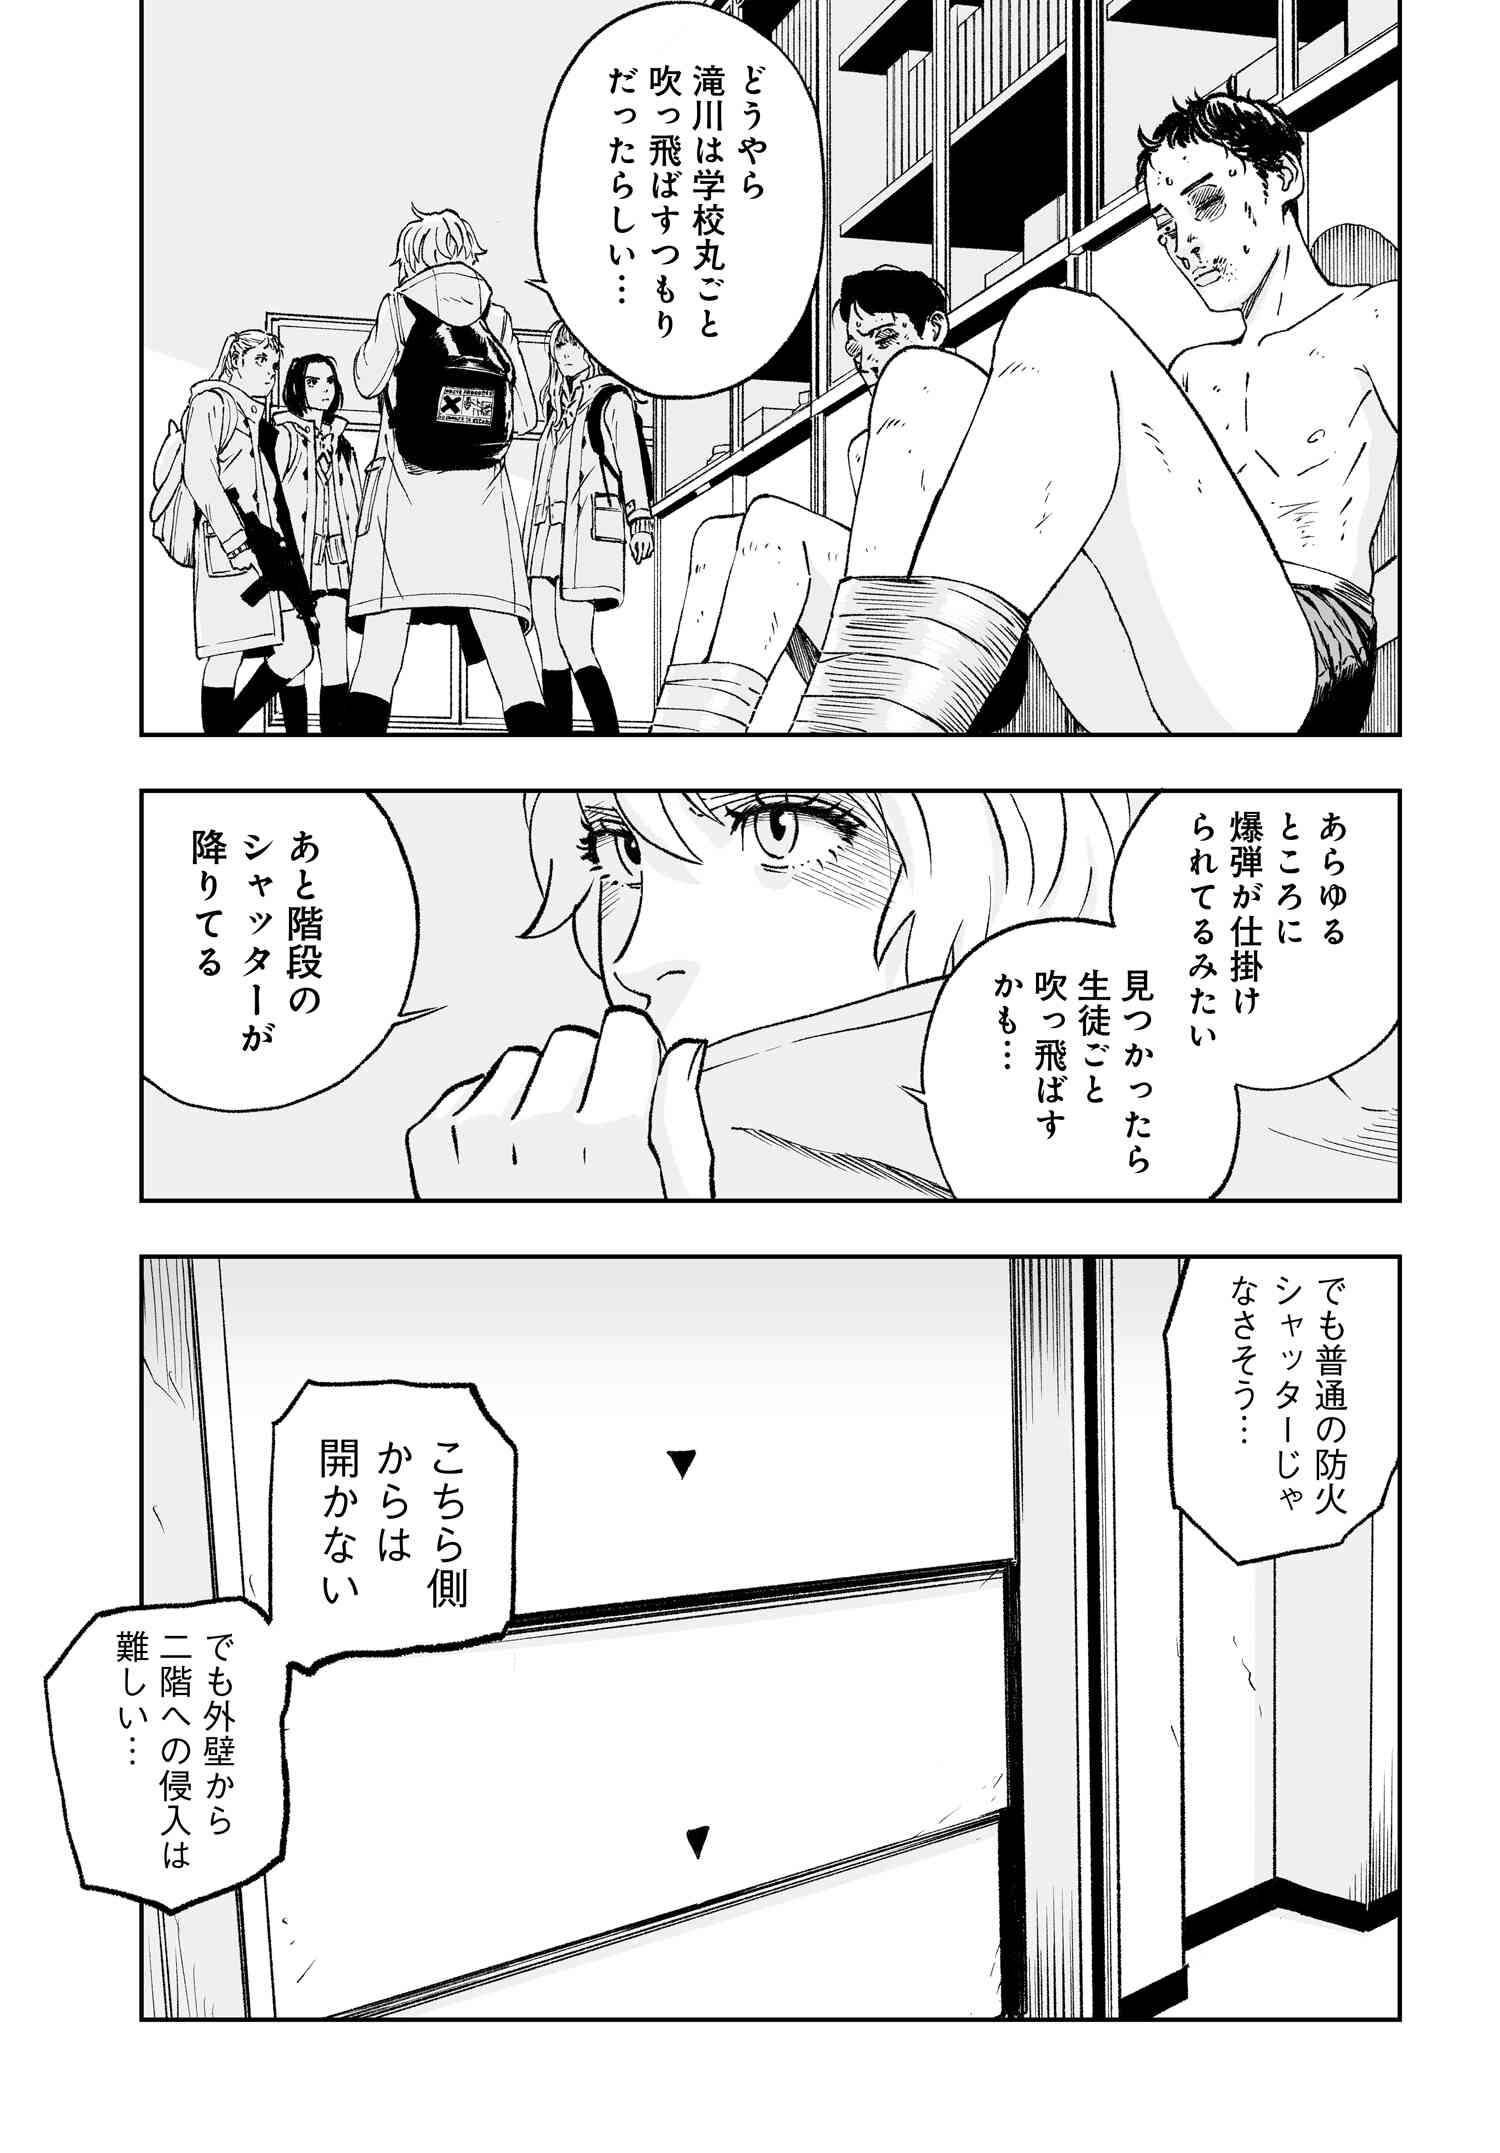 どうやら
滝川は学校丸ごと
吹っ飛ばすつもり
だったらしい…
あらゆる
ところに
爆弾が仕掛け
られてるみたい
見つかったら
生徒ごと
吹っ飛ばす
かも…
あと階段の
シャッターが
降りてる
でも普通の防火
シャッターじゃ
なさそう…
こちら側
からは
開かない
でも外壁から
二階への侵入は
難しい…